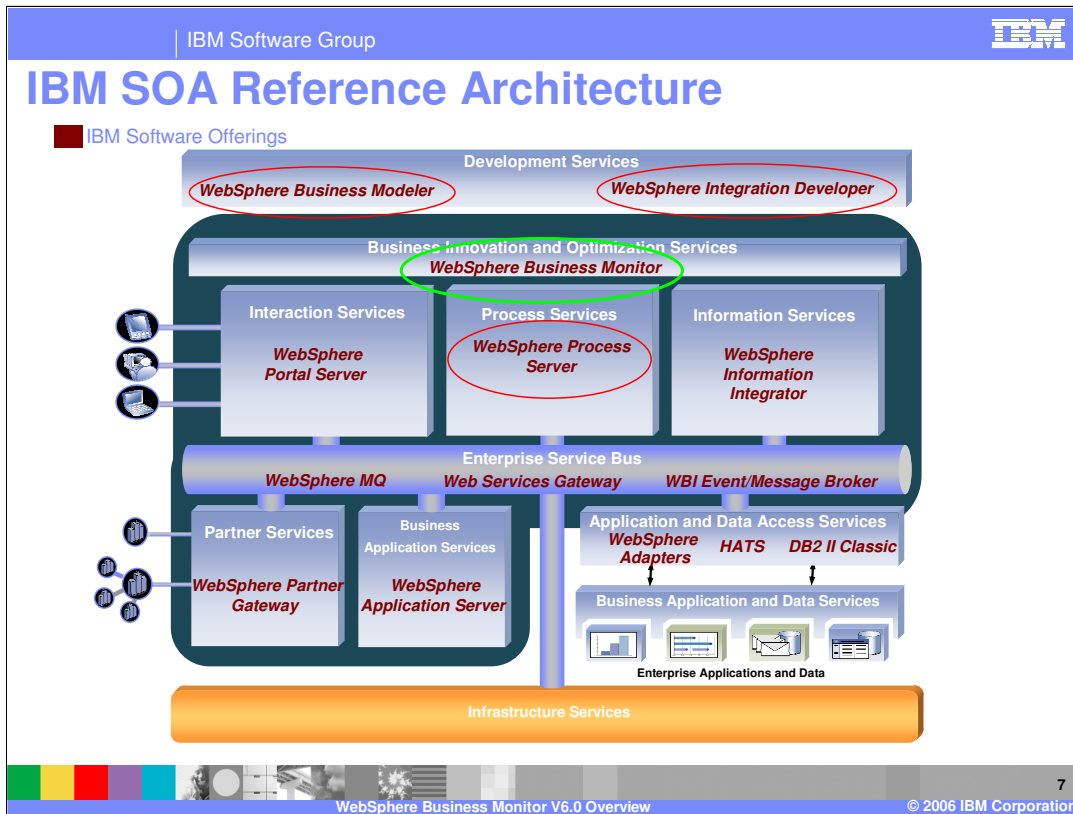 IBM Software Group
IBM
IBM SOA Reference Architecture
IBM Software Offerings
Development Services
WebSphere Business Modeler
WebSphere Integration Developer
Business Innovation and Optimization Services
WebSphere Business Monitor
Interaction Services
WebSphere
Portal Server
Process Services
WebSphere Process
Server
Information Services
WebSphere
Information
Integrator
Enterprise Service Bus
WebSphere MQ
Web Services Gateway
WBI Event/Message Broker
Partner Services
WebSphere Partner
Gateway
Business
Application Services
WebSphere
Application Server
Application and Data Access Services
WebSphere
Adapters
HATS
DB2 II Classic
Business Application and Data Services
Enterprise Applications and Data
Infrastructure Services
7
WebSphere Business Monitor V6.0 Overview
© 2006 IBM Corporation